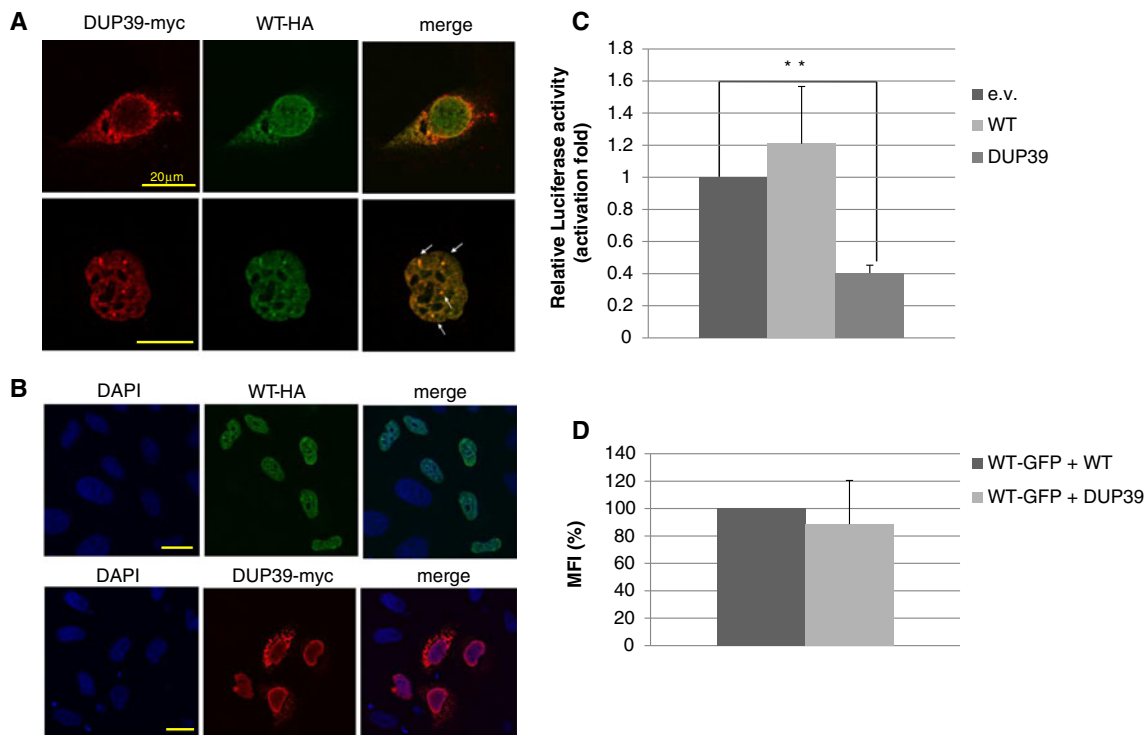 A
DUP39-myc WT-HA merge
20μm
B
DAPI WT-HA merge
DAPI DUP39-myc merge
C
Relative Luciferase activity
(activation fold)
1.8
1.6
1.4
1.2
1
0.8
0.6
0.4
0.2
0
* *
e.v.
WT
DUP39
D
MFI (%)
140
120
100
80
60
40
20
0
WT-GFP + WT
WT-GFP + DUP39